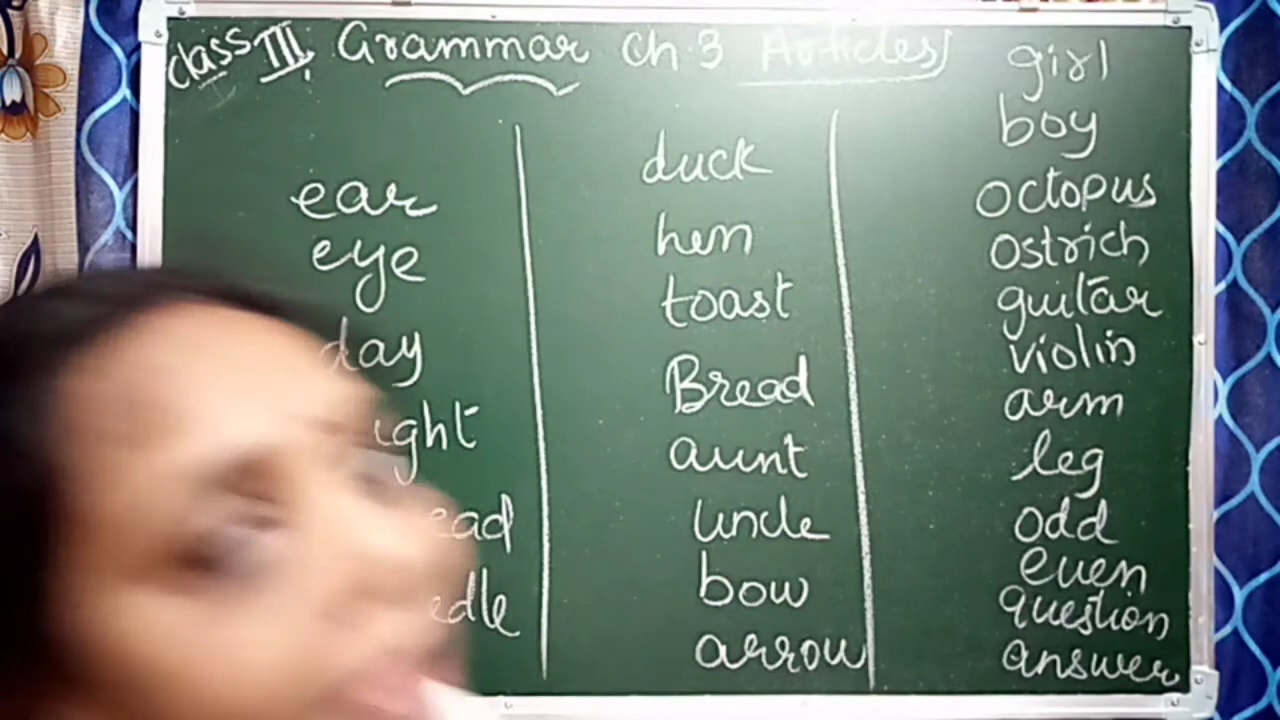 Class III. Grammar Ch 3 Articles
ear
eye
day
duck
hen
toast
Bread
aunt
uncle
bow
arrow
girl
boy
octopus
ostrich
guitar
violin
arm
leg
odd
even
question
answer